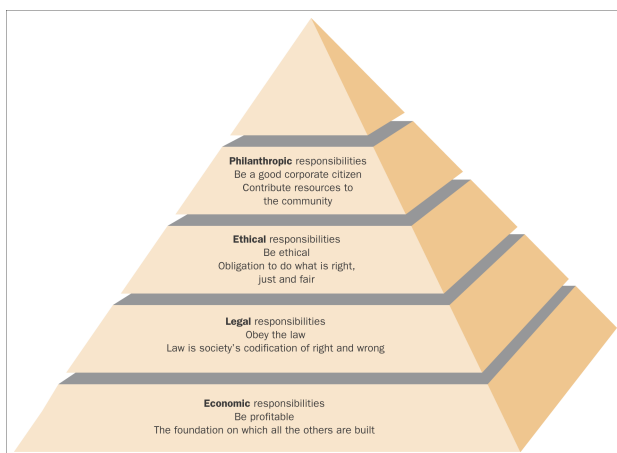 Philanthropic responsibilities
Be a good corporate citizen
Contribute resources to
the community
Ethical responsibilities
Be ethical
Obligation to do what is right,
just and fair
Legal responsibilities
Obey the law
Law is society's codification of right and wrong
Economic responsibilities
Be profitable
The foundation on which all the others are built